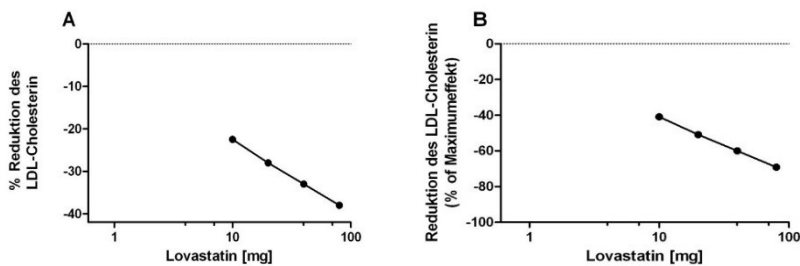 A
% Reduktion des
LDL-Cholesterin
0
-10
-20
-30
-40
1
10
100
Lovastatin [mg]
B
Reduktion des LDL-Cholesterin
(% of Maximumeffekt)
0
-20
-40
-60
-80
-100
1
10
100
Lovastatin [mg]